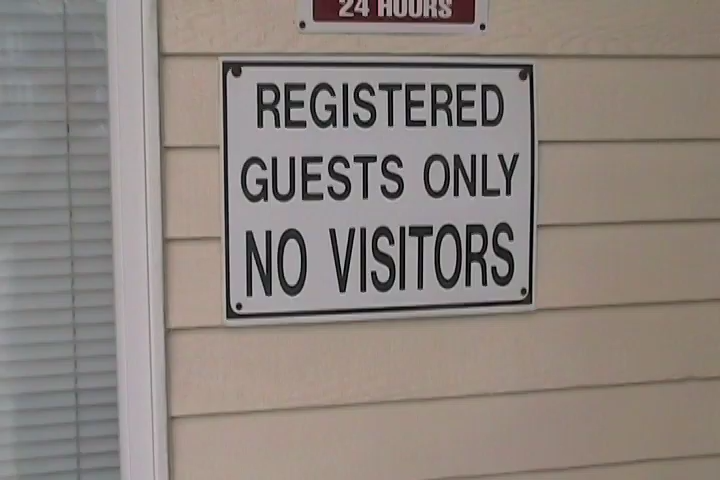 24 HOURS
REGISTERED
GUESTS ONLY
NO VISITORS